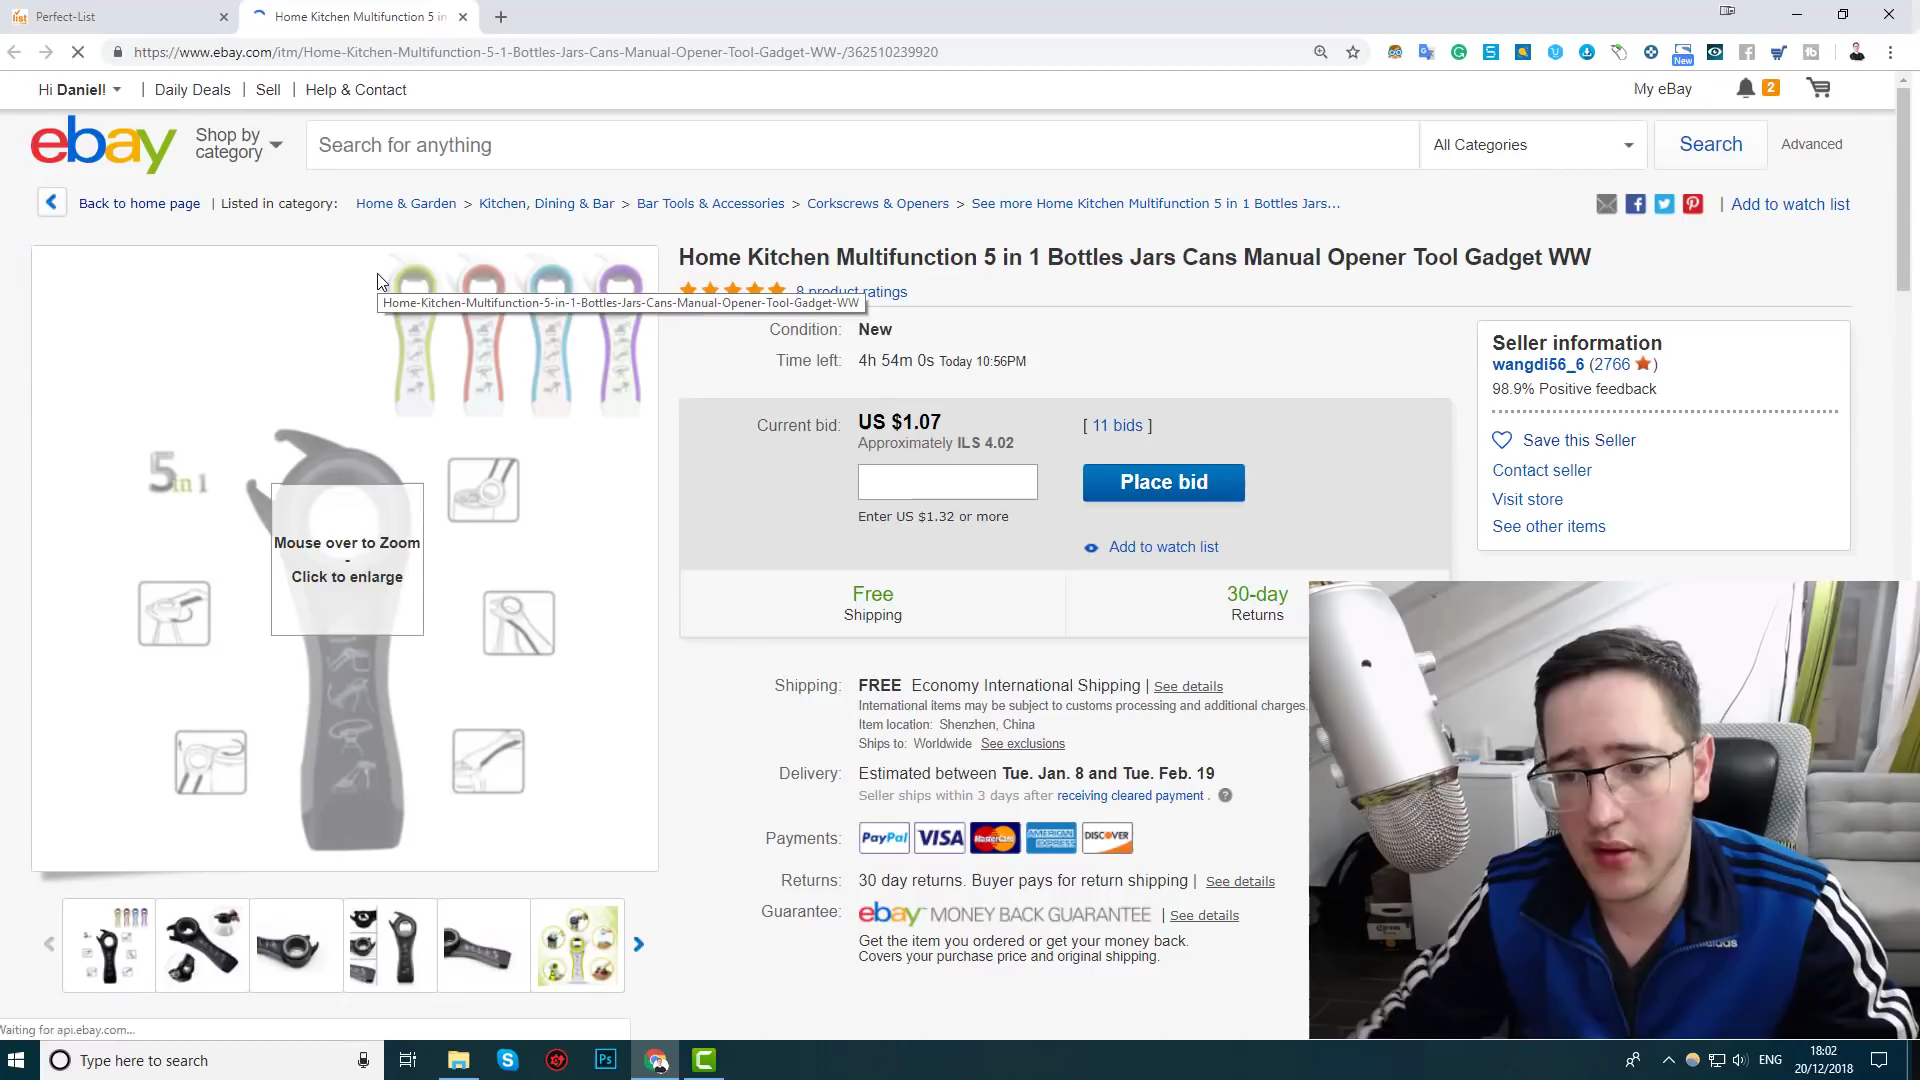 Perfect-List
Home Kitchen Multifunction 5 in
https://www.ebay.com/itm/Home-Kitchen-Multifunction-5-1-Bottles-Jars-Cans-Manual-Opener-Tool-Gadget-WW-/362510239920
New
Hi Daniel! | Daily Deals | Sell | Help & Contact
My eBay 2
ebay
Shop by
category
Search for anything
All Categories
Search
Advanced
Back to home page | Listed in category: Home & Garden > Kitchen, Dining & Bar > Bar Tools & Accessories > Corkscrews & Openers > See more Home Kitchen Multifunction 5 in 1 Bottles Jars...
| Add to watch list
Home Kitchen Multifunction 5 in 1 Bottles Jars Cans Manual Opener Tool Gadget WW
8 product ratings
Home-Kitchen-Multifunction-5-in-1-Bottles-Jars-Cans-Manual-Opener-Tool-Gadget-WW
5 in 1
Mouse over to Zoom
-
Click to enlarge
Condition: New
Time left: 4h 54m 0s Today 10:56PM
Current bid: US $1.07 [ 11 bids ]
Approximately ILS 4.02
Place bid
Enter US $1.32 or more
Add to watch list
Free
Shipping
30-day
Returns
Seller information
wangdi56_6 (2766 )
98.9% Positive feedback
Save this Seller
Contact seller
Visit store
See other items
Shipping: FREE Economy International Shipping | See details
International items may be subject to customs processing and additional charges.
Item location: Shenzhen, China
Ships to: Worldwide See exclusions
Delivery: Estimated between Tue. Jan. 8 and Tue. Feb. 19
Seller ships within 3 days after receiving cleared payment . ?
Payments: PayPal VISA MasterCard AMERICAN EXPRESS DISCOVER
Returns: 30 day returns. Buyer pays for return shipping | See details
Guarantee: ebay MONEY BACK GUARANTEE | See details
Get the item you ordered or get your money back.
Covers your purchase price and original shipping.
adidas
Waiting for api.ebay.com...
Type here to search
Ps
ENG
18:02
20/12/2018